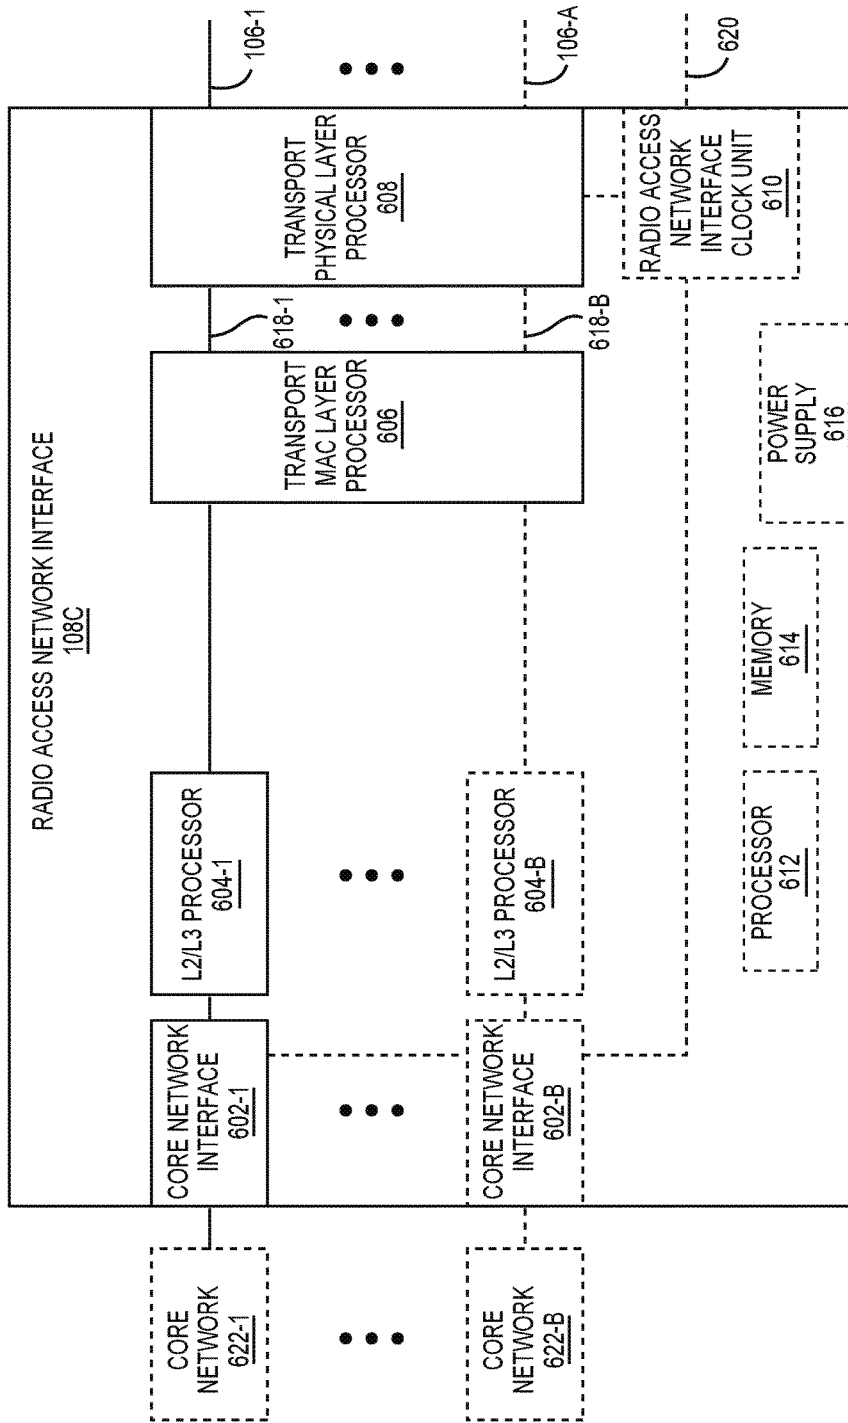 RADIO ACCESS NETWORK INTERFACE
108C
CORE
NETWORK
622-1
CORE NETWORK
INTERFACE
602-1
L2/L3 PROCESSOR
604-1
TRANSPORT
MAC LAYER
PROCESSOR
606
618-1
TRANSPORT
PHYSICAL LAYER
PROCESSOR
608
106-1
CORE
NETWORK
622-B
CORE NETWORK
INTERFACE
602-B
L2/L3 PROCESSOR
604-B
618-B
106-A
RADIO ACCESS
NETWORK
INTERFACE
CLOCK UNIT
610
620
PROCESSOR
612
MEMORY
614
POWER
SUPPLY
616